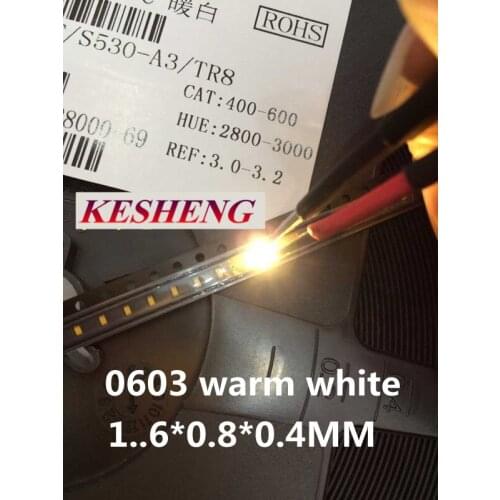 暖白
ROHS
/S530-A3/TR8
CAT:400-600
HUE:2800-3000
REF:3.0-3.2
8000-69
KESHENG
0603 warm white
1..6*0.8*0.4MM